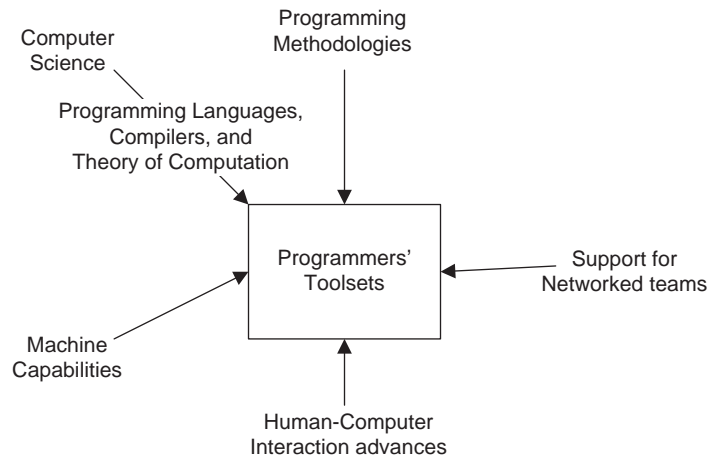 Programming
Methodologies
Computer
Science
Programming Languages,
Compilers, and
Theory of Computation
Programmers’
Toolsets
Support for
Networked teams
Machine
Capabilities
Human-Computer
Interaction advances